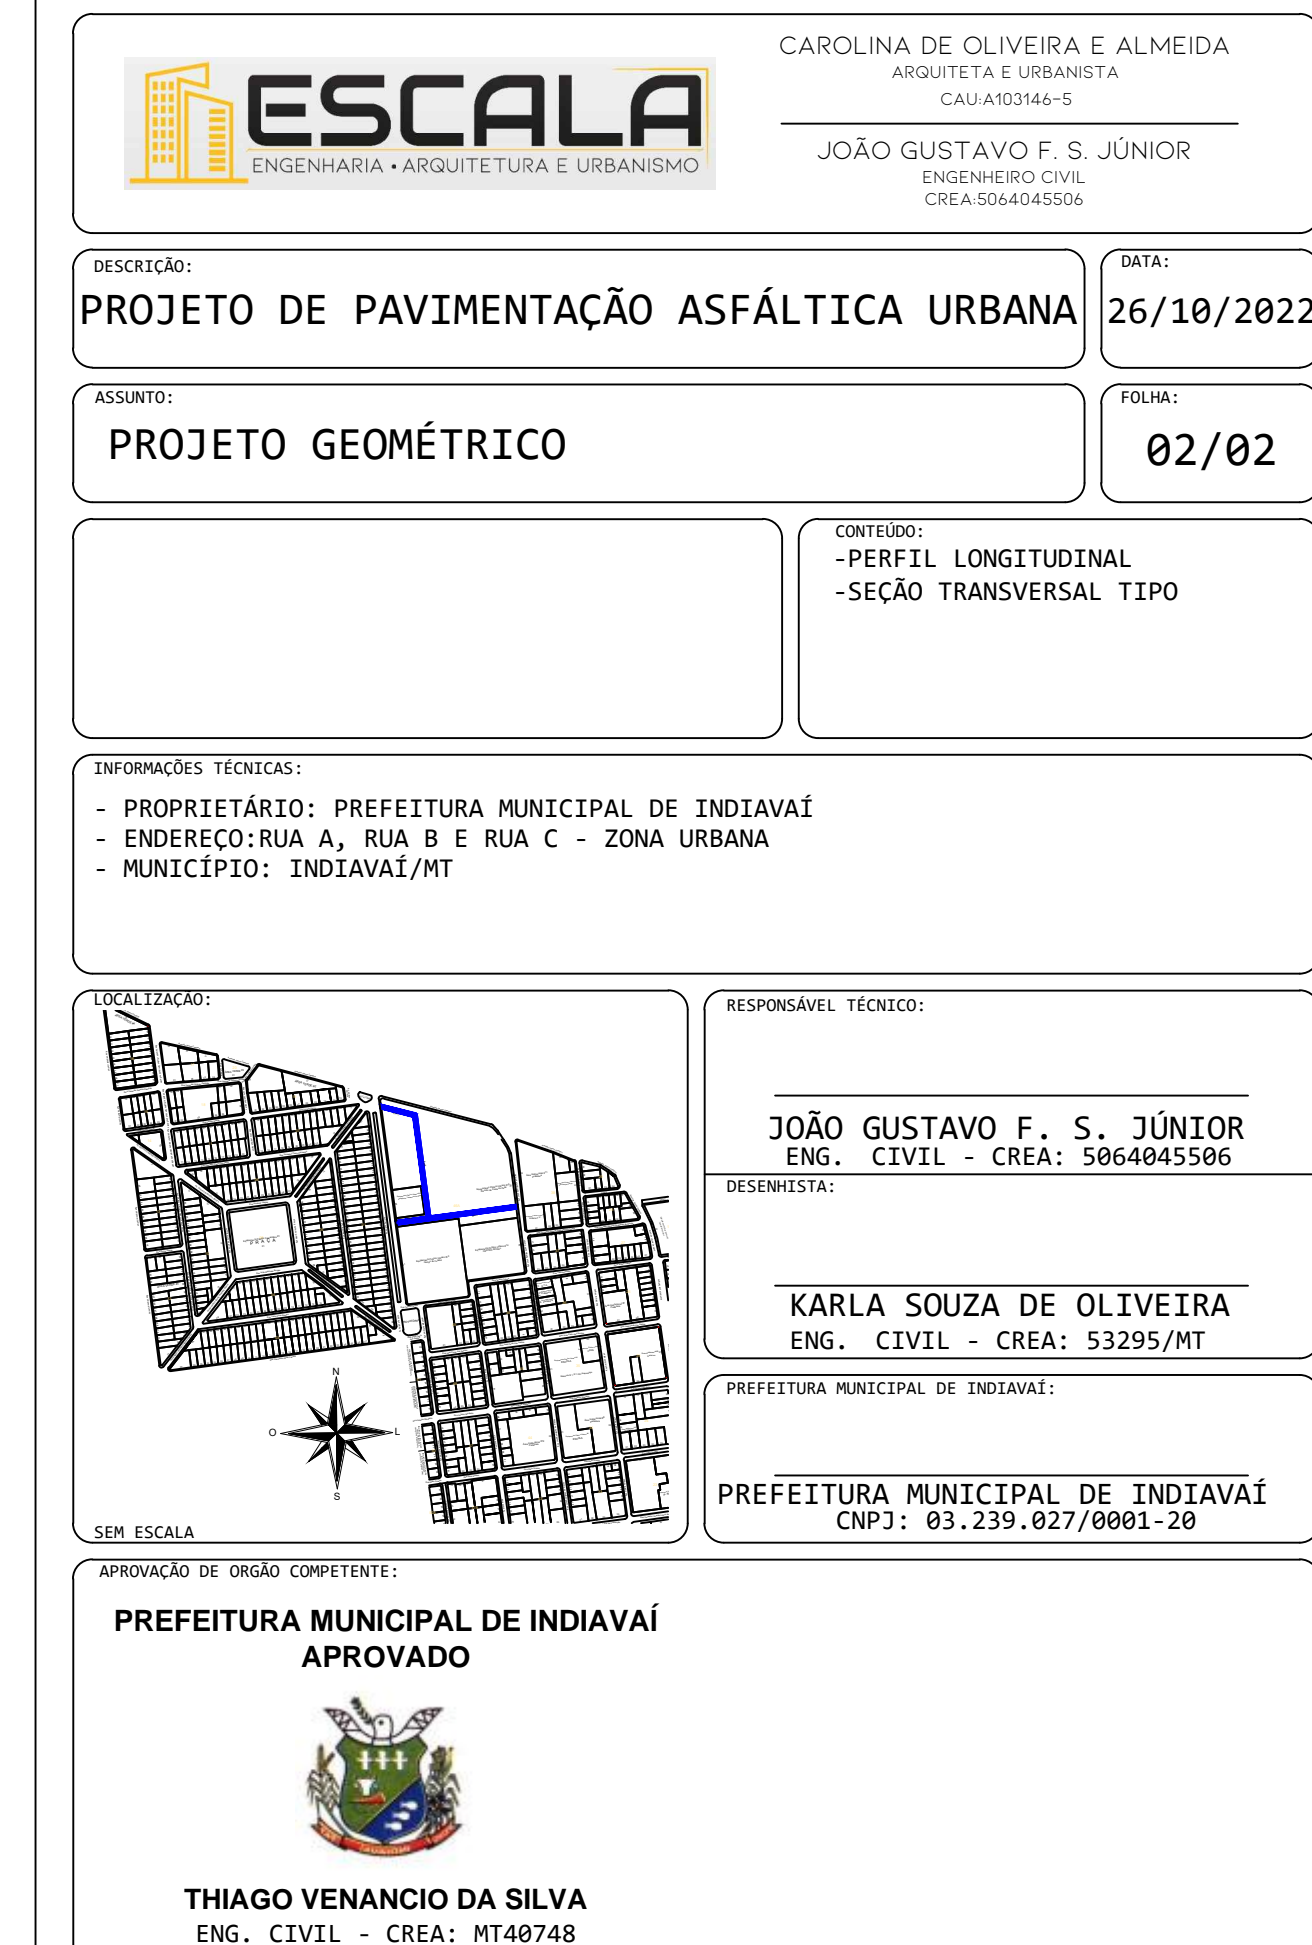 ESCALA
ENGENHARIA • ARQUITETURA E URBANISMO
CAROLINA DE OLIVEIRA E ALMEIDA
ARQUITETA E URBANISTA
CAU:A103146-5
JOÃO GUSTAVO F. S. JÚNIOR
ENGENHEIRO CIVIL
CREA:5064045506
DESCRIÇÃO:
PROJETO DE PAVIMENTAÇÃO ASFÁLTICA URBANA
DATA:
26/10/2022
ASSUNTO:
PROJETO GEOMÉTRICO
FOLHA:
02/02
CONTEÚDO:
-PERFIL LONGITUDINAL
-SEÇÃO TRANSVERSAL TIPO
INFORMAÇÕES TÉCNICAS:
- PROPRIETÁRIO: PREFEITURA MUNICIPAL DE INDIAVAÍ
- ENDEREÇO:RUA A, RUA B E RUA C - ZONA URBANA
- MUNICÍPIO: INDIAVAÍ/MT
LOCALIZAÇÃO:
PRAÇA
N
O
L
S
SEM ESCALA
RESPONSÁVEL TÉCNICO:
JOÃO GUSTAVO F. S. JÚNIOR
ENG. CIVIL - CREA: 5064045506
DESENHISTA:
KARLA SOUZA DE OLIVEIRA
ENG. CIVIL - CREA: 53295/MT
PREFEITURA MUNICIPAL DE INDIAVAÍ:
PREFEITURA MUNICIPAL DE INDIAVAÍ
CNPJ: 03.239.027/0001-20
APROVAÇÃO DE ORGÃO COMPETENTE:
PREFEITURA MUNICIPAL DE INDIAVAÍ
APROVADO
THIAGO VENANCIO DA SILVA
ENG. CIVIL - CREA: MT40748